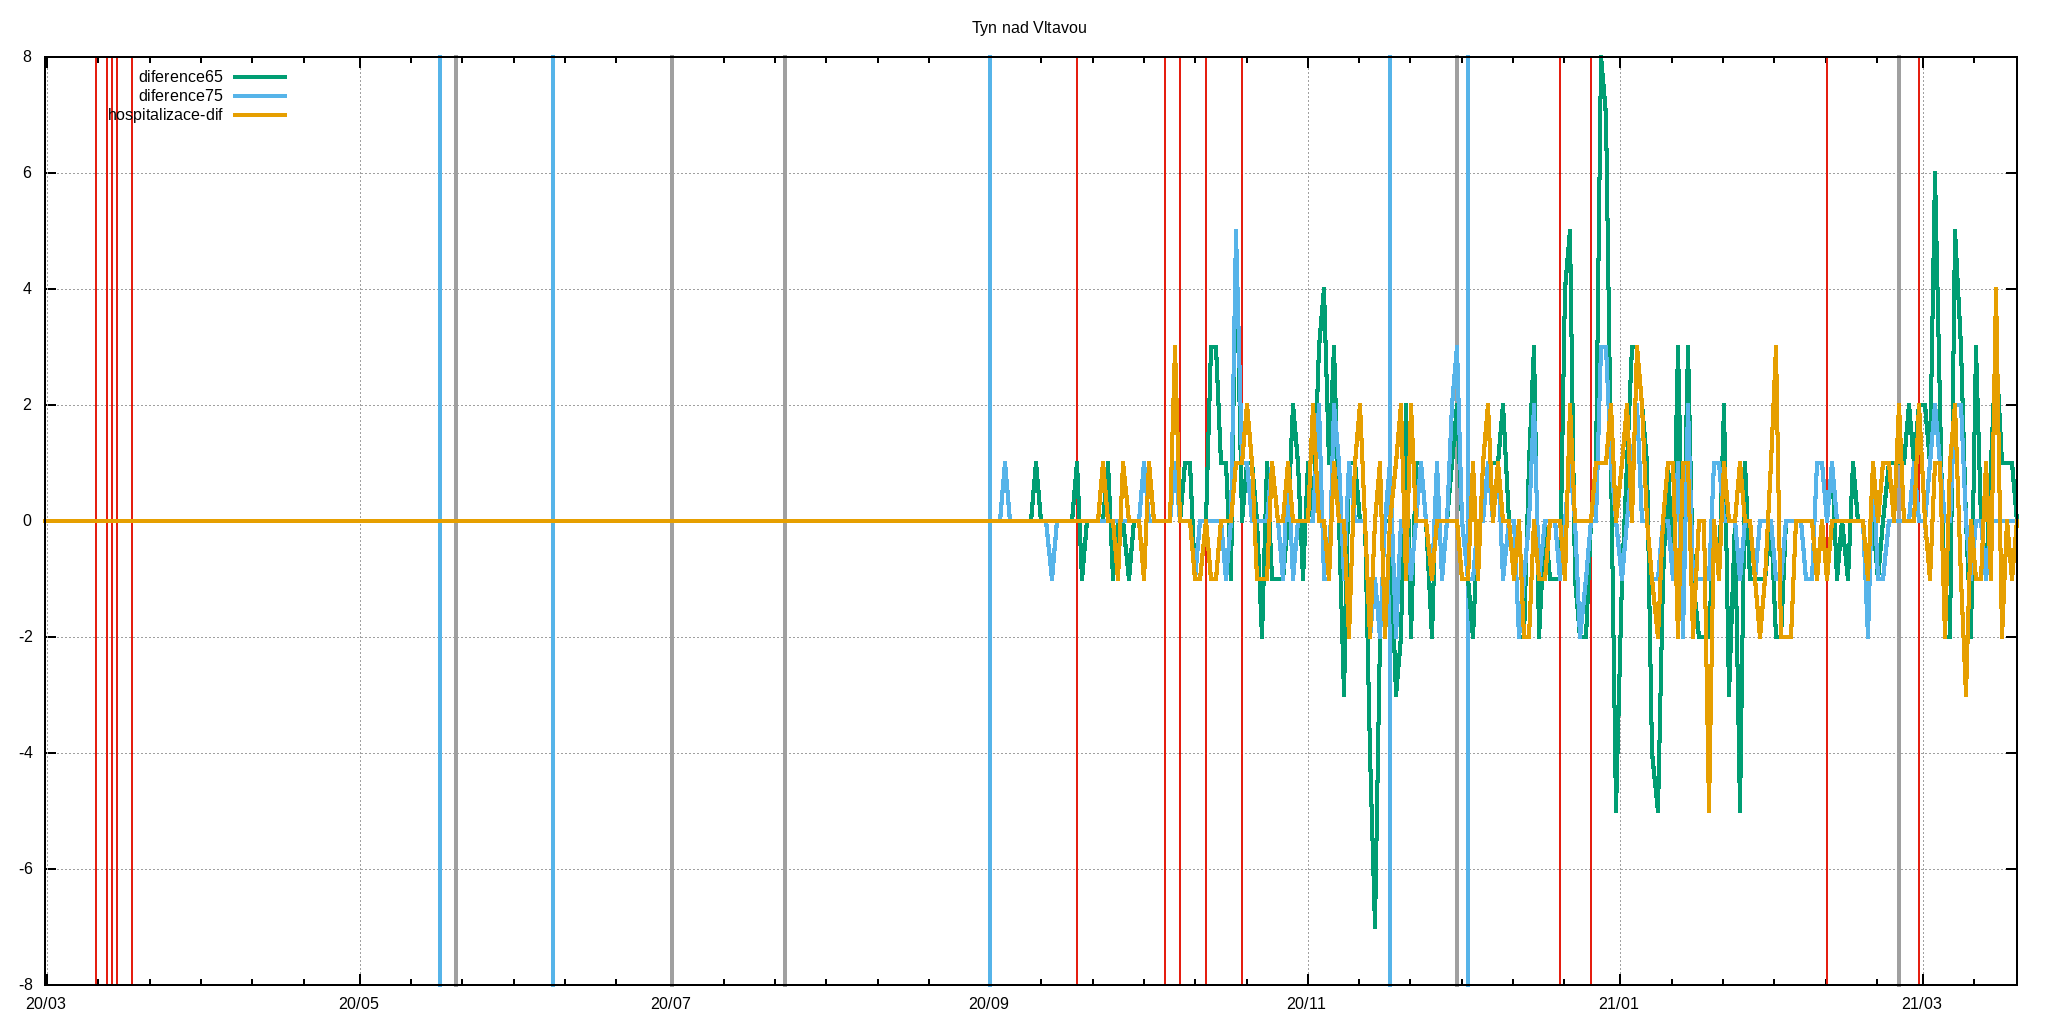 Tyn nad Vltavou
8
diference65
diference75
hospitalizace-dif
6
4
2
0
-2
-4
-6
-8
20/03 20/05 20/07 20/09 20/11 21/01 21/03